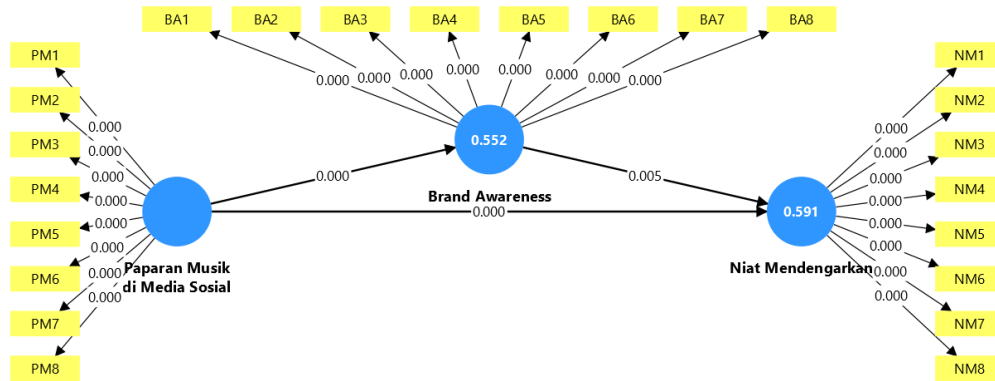 BA1 BA2 BA3 BA4 BA5 BA6 BA7 BA8
0.000 0.000 0.000 0.000 0.000 0.000 0.000 0.000
PM1
PM2
PM3
PM4
PM5
PM6
PM7
PM8
0.000
0.000
0.000
0.000
0.000
0.000
0.000
0.000
Paparan Musik
di Media Sosial
0.552
Brand Awareness
0.000
0.005
0.000
0.591
Niat Mendengarkan
0.000
0.000
0.000
0.000
0.000
0.000
0.000
0.000
NM1
NM2
NM3
NM4
NM5
NM6
NM7
NM8